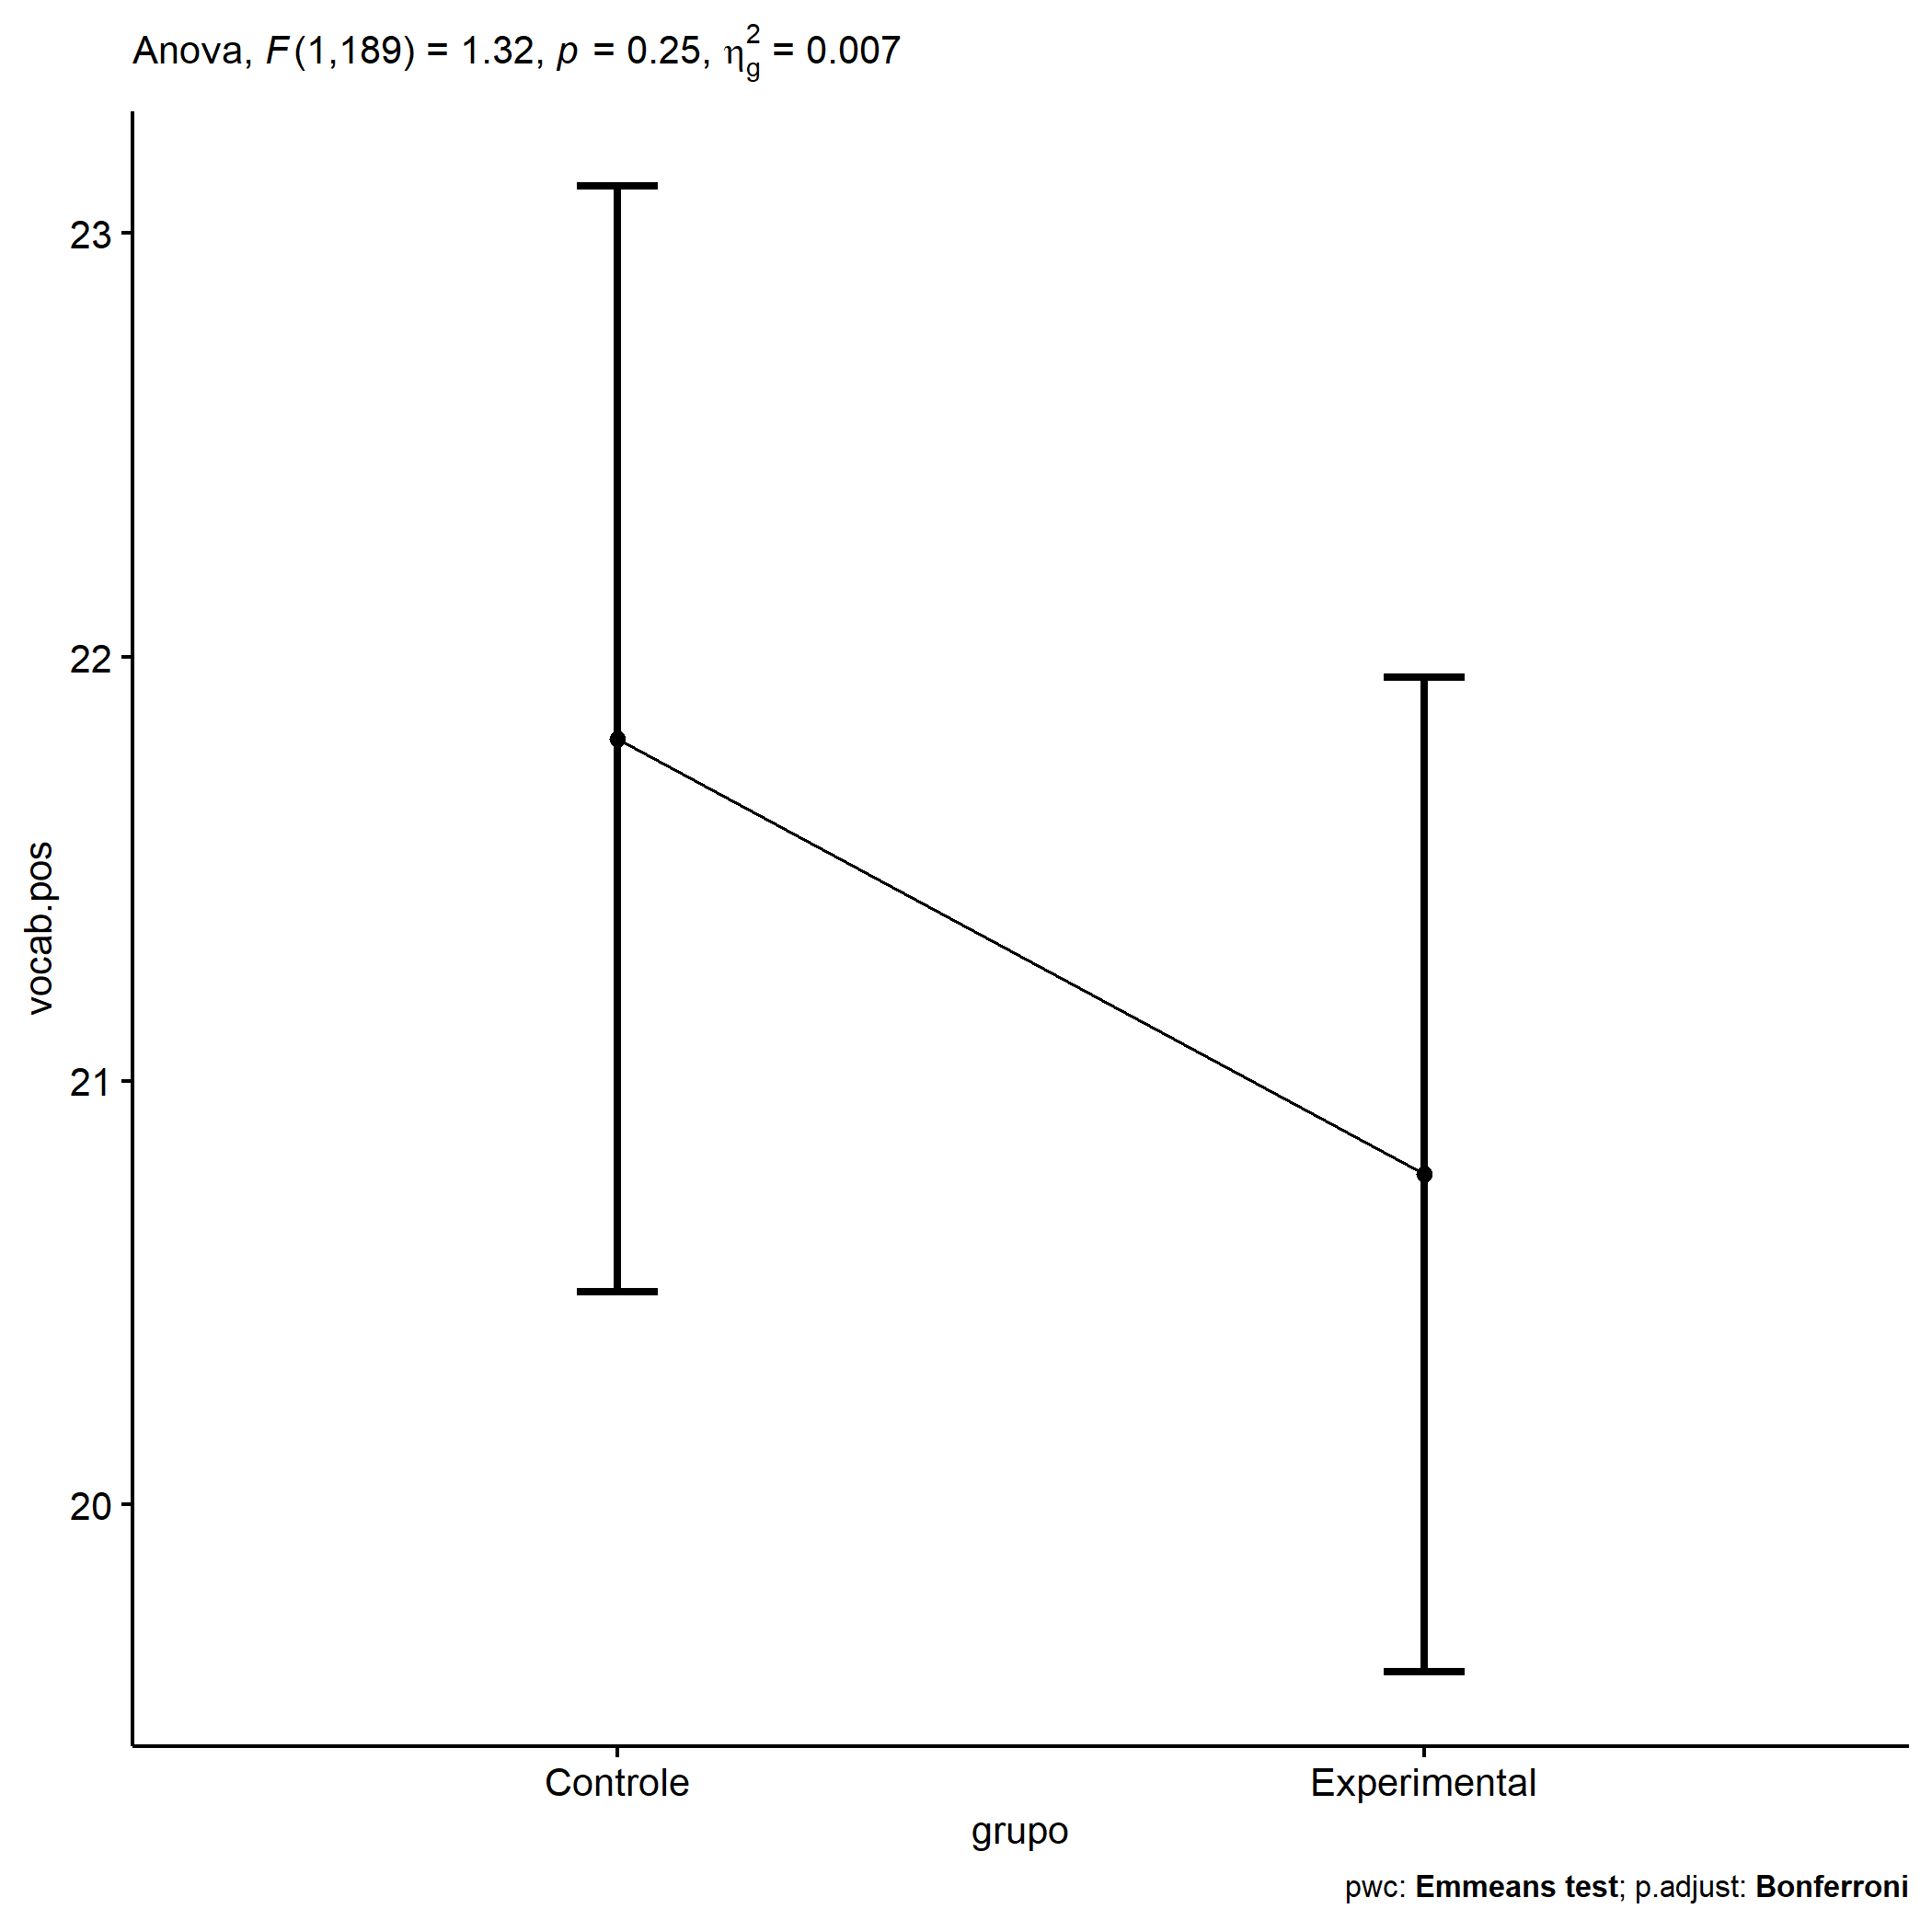 Anova, F(1,189) = 1.32, p = 0.25, η²g = 0.007
23
22
21
20
vocab.pos
Controle Experimental
grupo
pwc: Emmeans test; p.adjust: Bonferroni